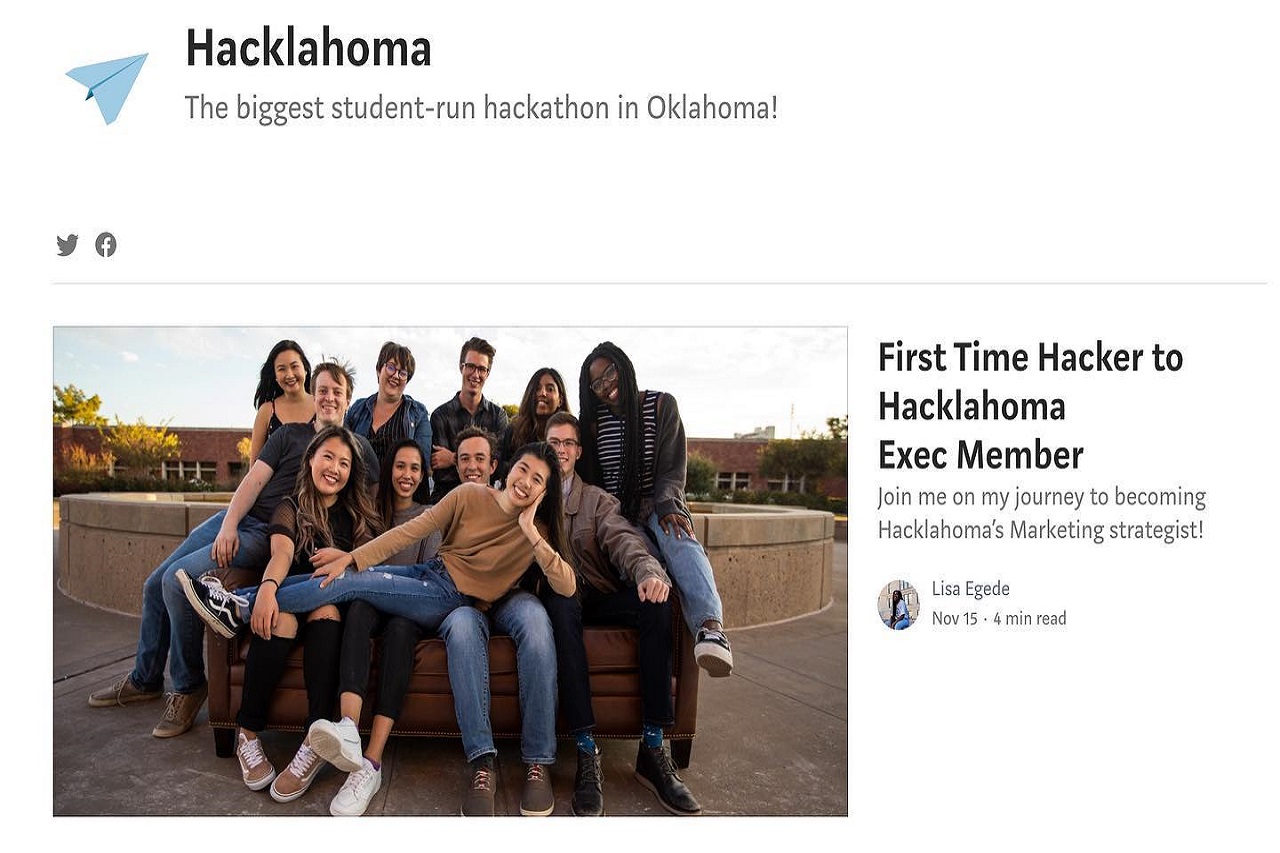 Hacklahoma
The biggest student-run hackathon in Oklahoma!
First Time Hacker to
Hacklahoma
Exec Member
Join me on my journey to becoming
Hacklahoma’s Marketing strategist!
Lisa Egede
Nov 15 · 4 min read